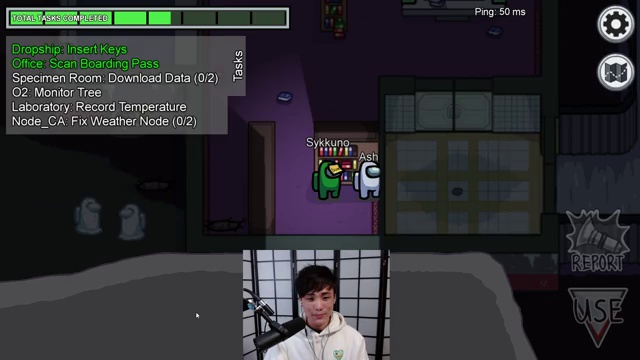 TOTAL TASKS COMPLETED
Ping: 50 ms
Dropship: Insert Keys
Office: Scan Boarding Pass
Specimen Room: Download Data (0/2)
O2: Monitor Tree
Laboratory: Record Temperature
Node_CA: Fix Weather Node (0/2)
Tasks
Sykkuno
Ash
REPORT
USE